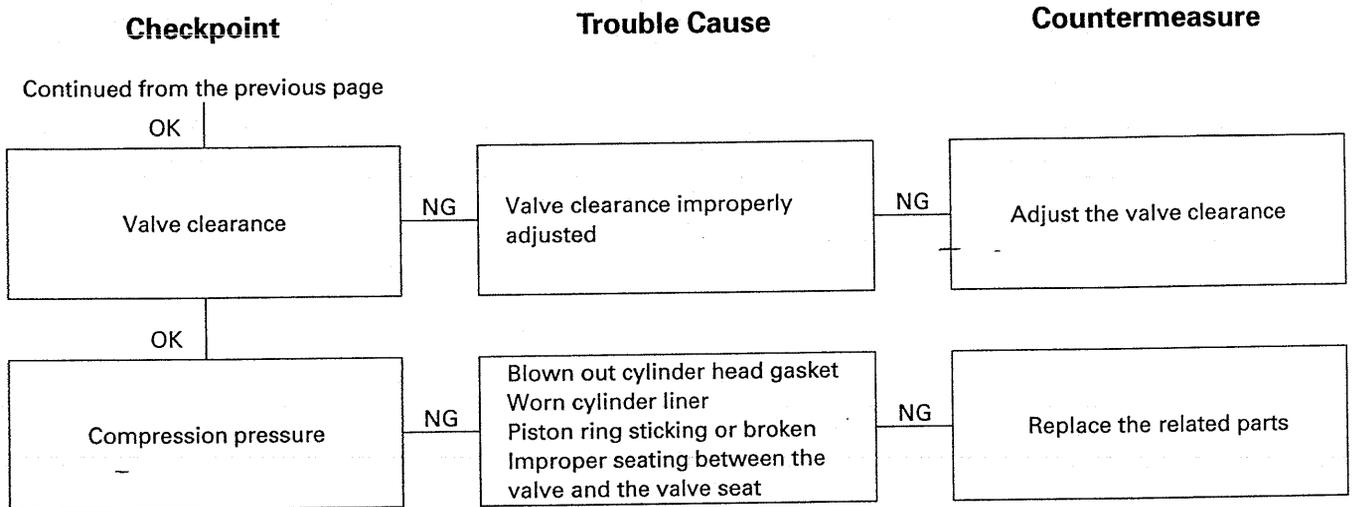 Checkpoint
Trouble Cause
Countermeasure
Continued from the previous page
OK
Valve clearance
NG
Valve clearance improperly
adjusted
NG
Adjust the valve clearance
OK
Compression pressure
NG
Blown out cylinder head gasket
Worn cylinder liner
Piston ring sticking or broken
Improper seating between the
valve and the valve seat
NG
Replace the related parts